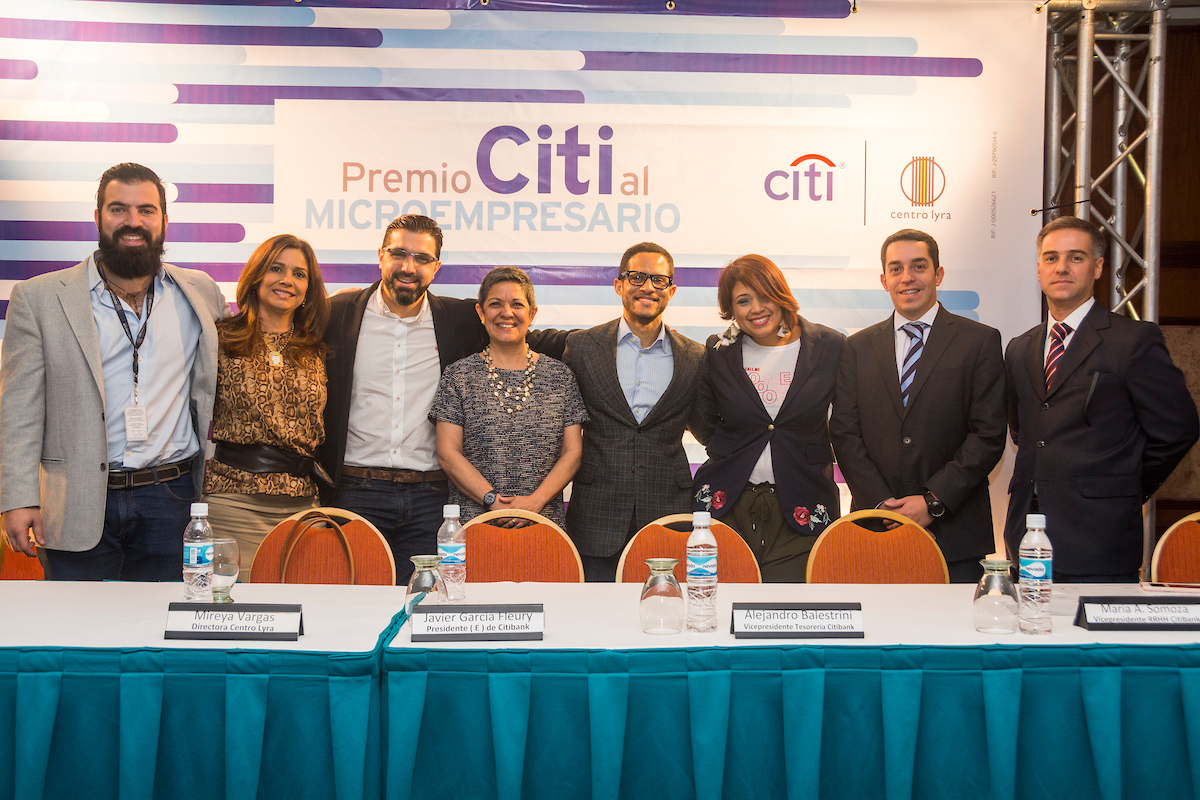 Premio Citi al
MICROEMPRESARIO
citi®
centro lyra
Mireya Vargas
Directora Centro Lyra
Javier García Fleury
Presidente ( E ) de Citibank
Alejandro Balestrini
Vicepresidente Tesorería Citibank
María A. Somoza
Vicepresidente RRHH Citibank
nevada